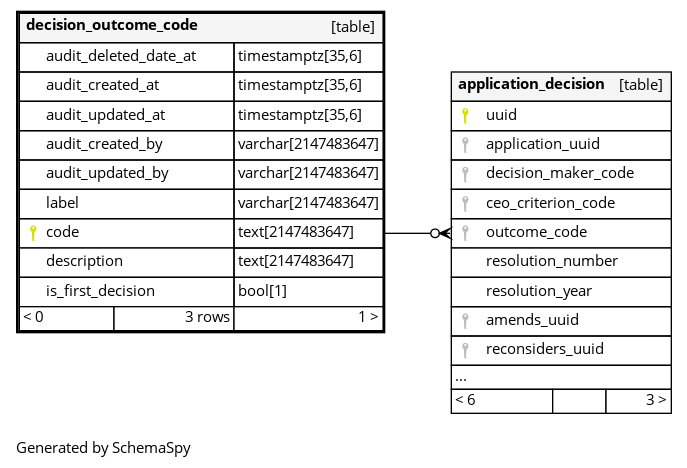 decision_outcome_code [table]
audit_deleted_date_at timestamptz[35,6]
audit_created_at timestamptz[35,6]
audit_updated_at timestamptz[35,6]
audit_created_by varchar[2147483647]
audit_updated_by varchar[2147483647]
label varchar[2147483647]
code text[2147483647]
description text[2147483647]
is_first_decision bool[1]
< 0 3 rows 1 >
application_decision [table]
uuid
application_uuid
decision_maker_code
ceo_criterion_code
outcome_code
resolution_number
resolution_year
amends_uuid
reconsiders_uuid
...
< 6 3 >
Generated by SchemaSpy